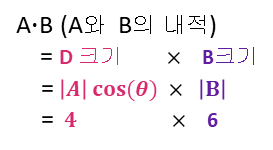 A·B (A와 B의 내적)
= D 크기 × B크기
= |A| cos(θ) × |B|
= 4 × 6